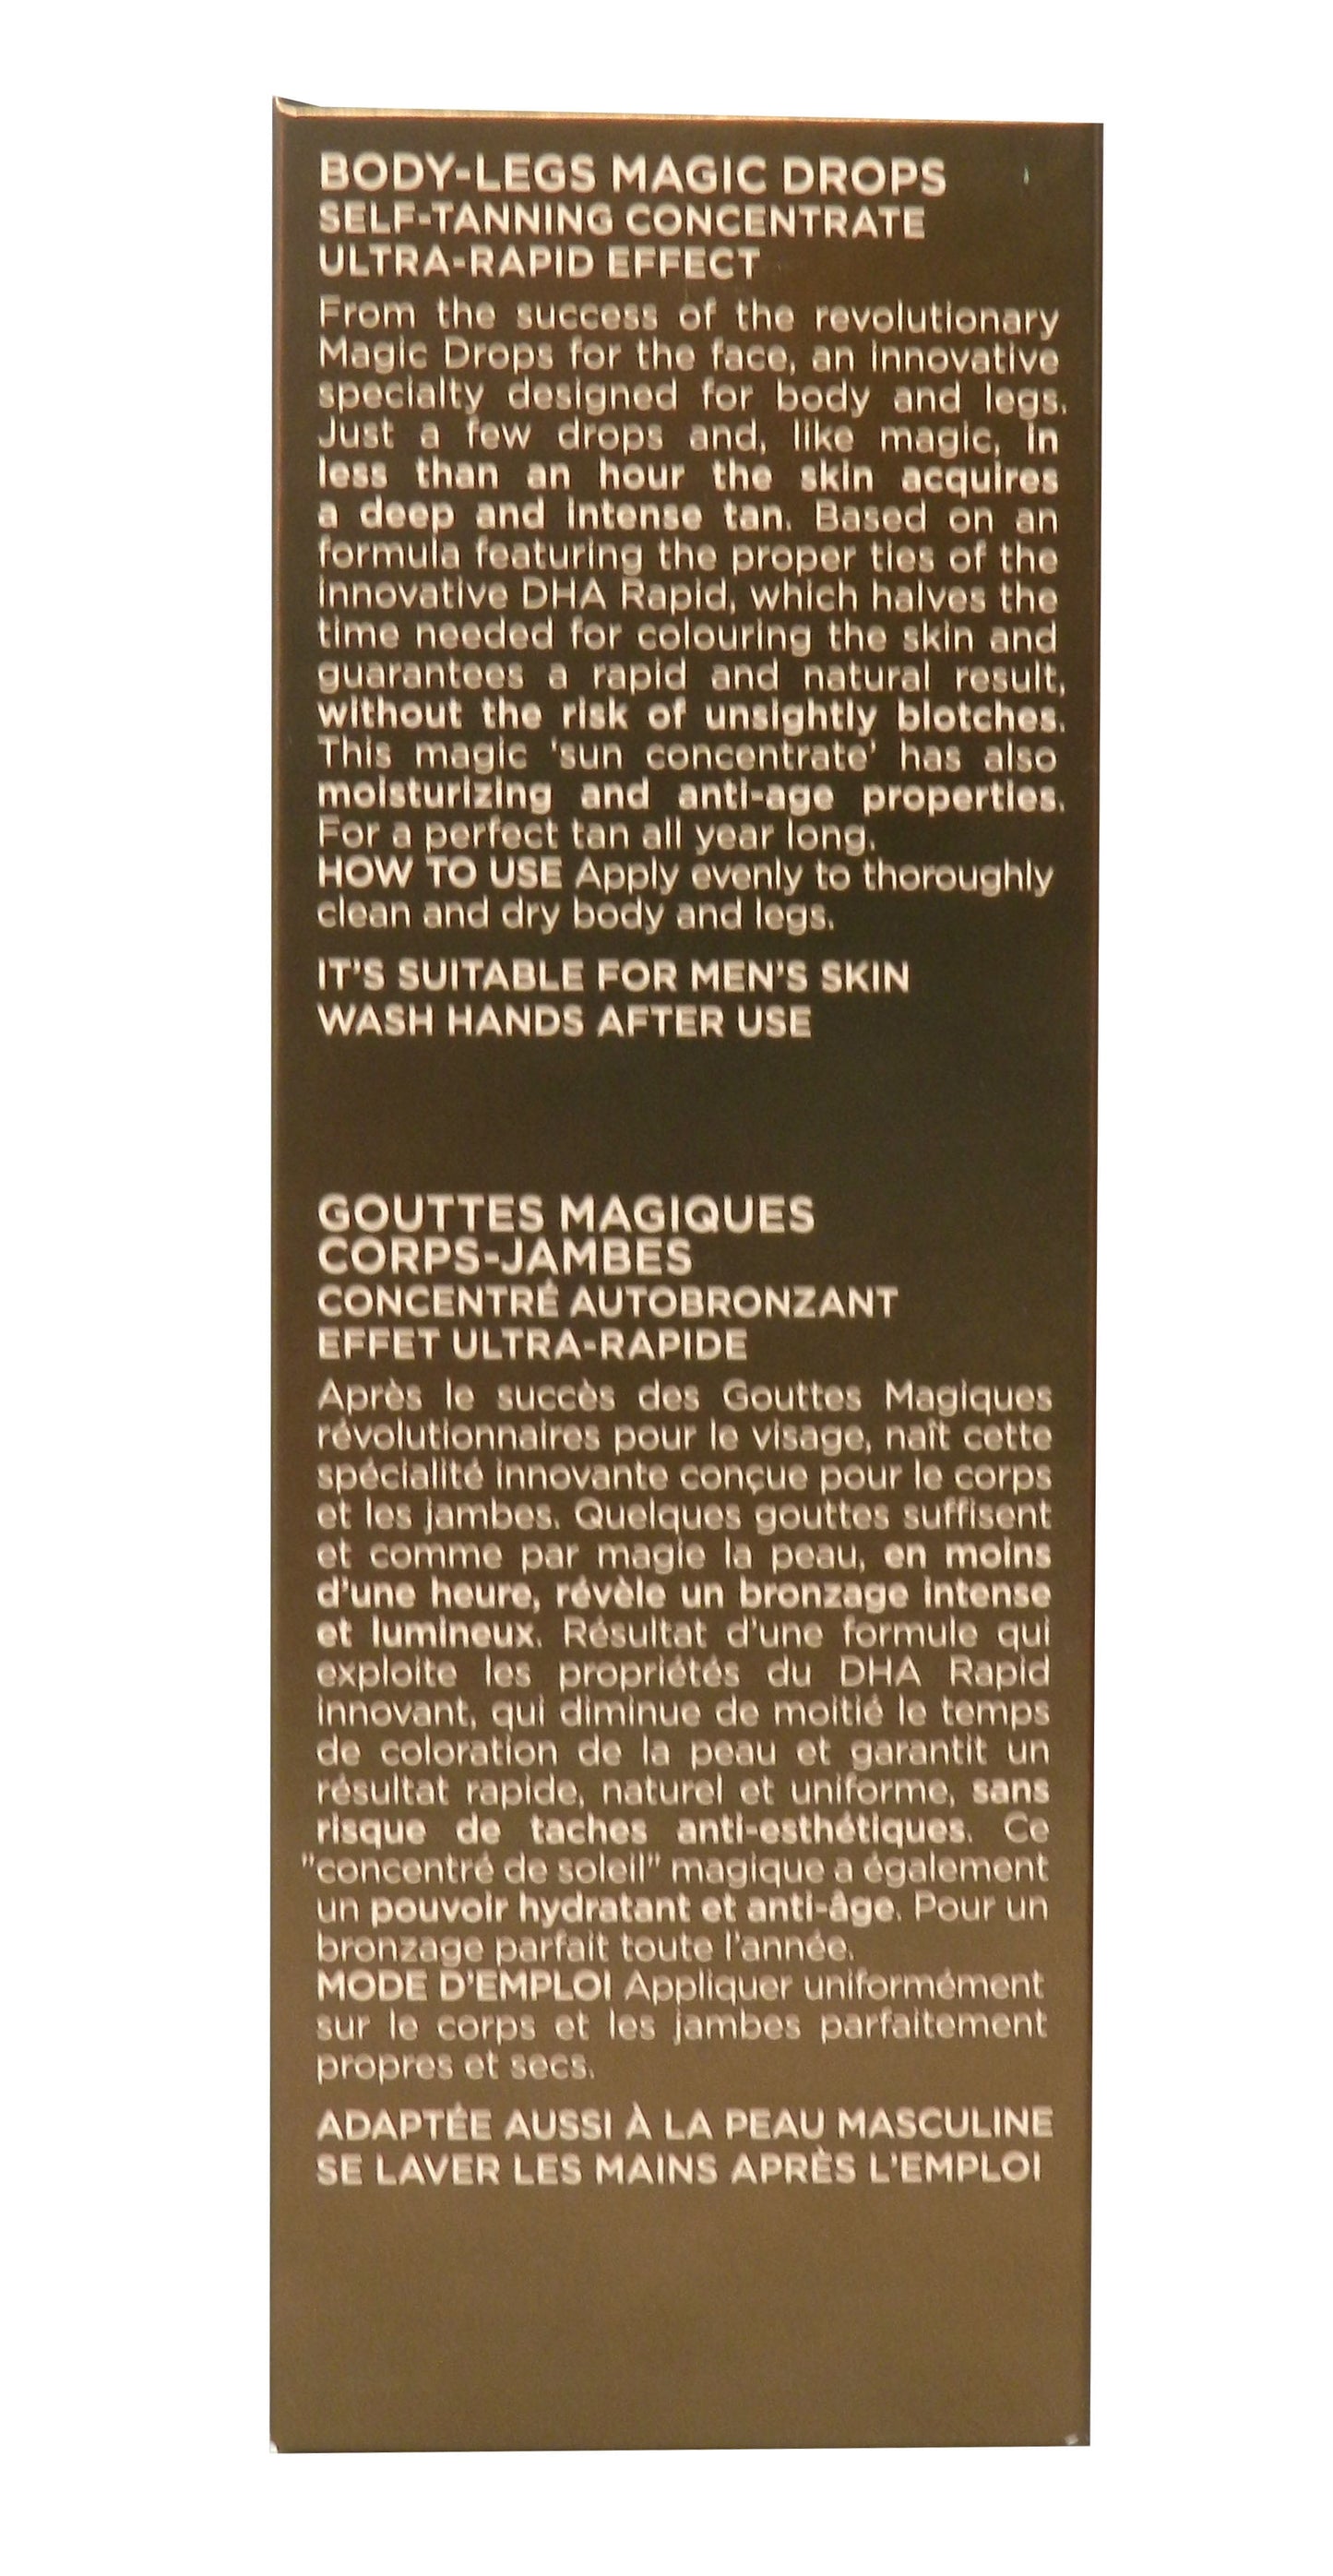 BODY-LEGS MAGIC DROPS
SELF-TANNING CONCENTRATE
ULTRA-RAPID EFFECT
From the success of the revolutionary
Magic Drops for the face, an innovative
specialty designed for body and legs.
Just a few drops and, like magic, in
less than an hour the skin acquires
a deep and intense tan. Based on an
formula featuring the proper ties of the
innovative DHA Rapid, which halves the
time needed for colouring the skin and
guarantees a rapid and natural result,
without the risk of unsightly blotches.
This magic 'sun concentrate' has also
moisturizing and anti-age properties.
For a perfect tan all year long.
HOW TO USE Apply evenly to thoroughly
clean and dry body and legs.
IT'S SUITABLE FOR MEN'S SKIN
WASH HANDS AFTER USE
GOUTTES MAGIQUES
CORPS-JAMBES
CONCENTRÉ AUTOBRONZANT
EFFET ULTRA-RAPIDE
Après le succès des Gouttes Magiques
révolutionnaires pour le visage, naît cette
spécialité innovante conçue pour le corps
et les jambes. Quelques gouttes suffisent
et comme par magie la peau, en moins
d'une heure, révèle un bronzage intense
et lumineux. Résultat d'une formule qui
exploite les propriétés du DHA Rapid
innovant, qui diminue de moitié le temps
de coloration de la peau et garantit un
résultat rapide, naturel et uniforme, sans
risque de taches anti-esthétiques. Ce
"concentré de soleil" magique a également
un pouvoir hydratant et anti-âge. Pour un
bronzage parfait toute l'année.
MODE D'EMPLOI Appliquer uniformément
sur le corps et les jambes parfaitement
propres et secs.
ADAPTÉE AUSSI À LA PEAU MASCULINE
SE LAVER LES MAINS APRÈS L'EMPLOI